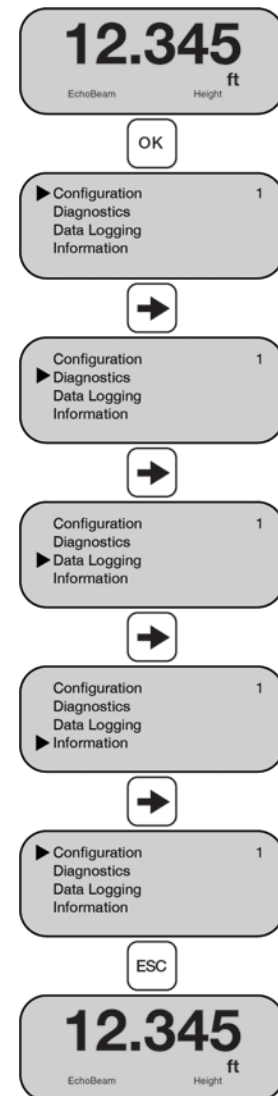 12.345
ft
EchoBeam Height
OK
Configuration 1
Diagnostics
Data Logging
Information
Configuration 1
Diagnostics
Data Logging
Information
Configuration 1
Diagnostics
Data Logging
Information
Configuration 1
Diagnostics
Data Logging
Information
Configuration 1
Diagnostics
Data Logging
Information
ESC
12.345
ft
EchoBeam Height